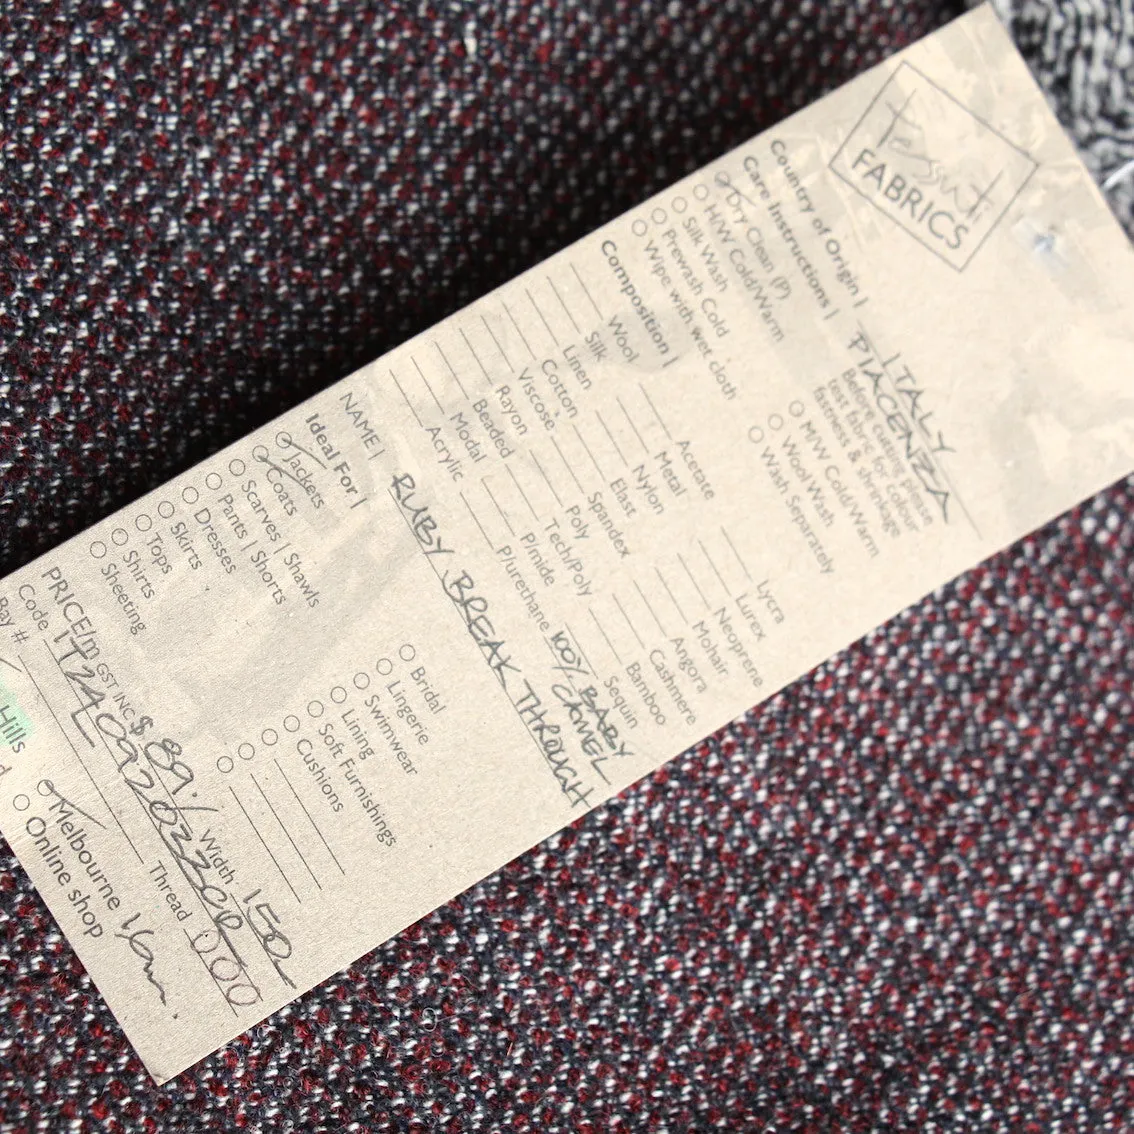 Tessuti
FABRICS
Country of Origin | ITALY
PIACENZA
Care Instructions |
Before cutting please
test fabric for colour
fastness & shrinkage
Dry Clean (P)
H/W Cold/Warm
Silk Wash
Prewash Cold
Wipe with wet cloth
M/W Cold/Warm
Wool Wash
Wash Separately
Composition |
Wool
Silk
Linen
Cotton
Viscose
Rayon
Beaded
Modal
Acrylic
Acetate
Metal
Nylon
Elast
Spandex
Poly
Tech/Poly
P/mide
P/urethane
Lycra
Lurex
Neoprene
Mohair
Angora
Cashmere
Bamboo
Sequin
100% BABY
CAMEL
NAME | RUBY BREAK THROUGH
Ideal For |
Jackets
Coats
Scarves | Shawls
Pants | Shorts
Dresses
Skirts
Tops
Shirts
Sheeting
Bridal
Lingerie
Swimwear
Lining
Soft Furnishings
Cushions
PRICE/m GST INC $ 89./ Width 150
Code
Bay # Thread
Hills
Melbourne
Online shop